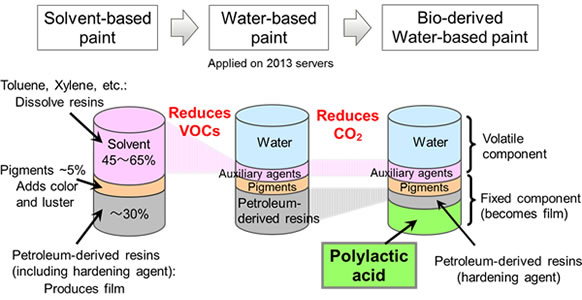 Solvent-based
paint
Water-based
paint
Bio-derived
Water-based paint
Applied on 2013 servers
Toluene, Xylene, etc.:
Dissolve resins
Reduces
VOCs
Reduces
CO2
Solvent
45～65%
Water
Water
Volatile
component
Auxiliary agents
Auxiliary agents
Pigments ~5%
Adds color
and luster
Pigments
Pigments
～30%
Petroleum-
derived resins
Fixed component
(becomes film)
Petroleum-derived resins
(including hardening agent):
Produces film
Polylactic
acid
Petroleum-derived resins
(hardening agent)